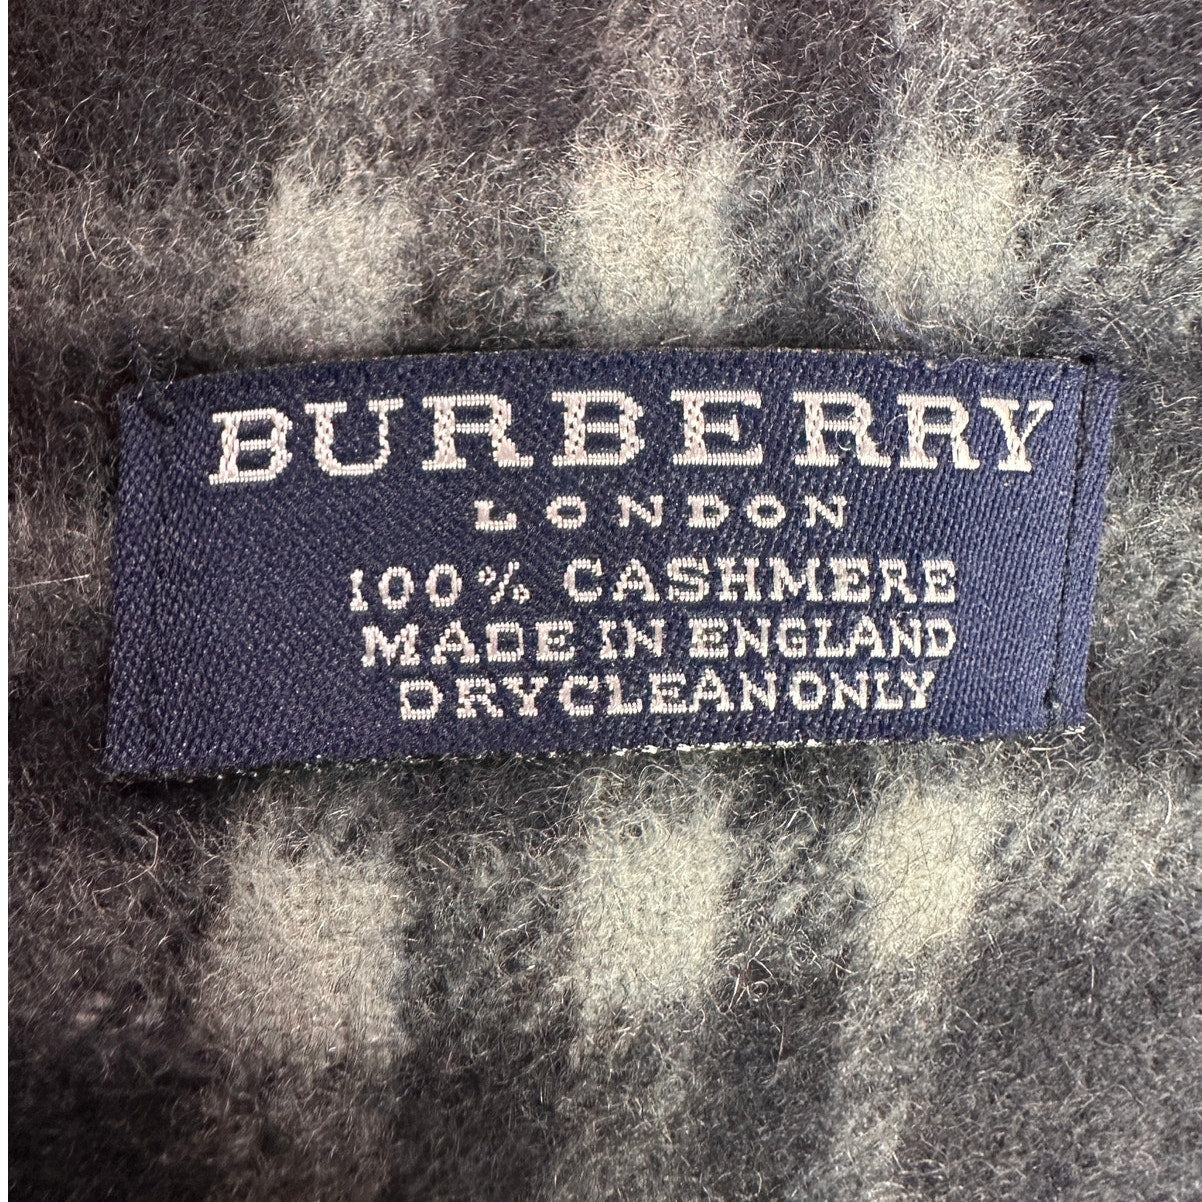 BURBERRY
LONDON
100% CASHMERE
MADE IN ENGLAND
DRYCLEANONLY